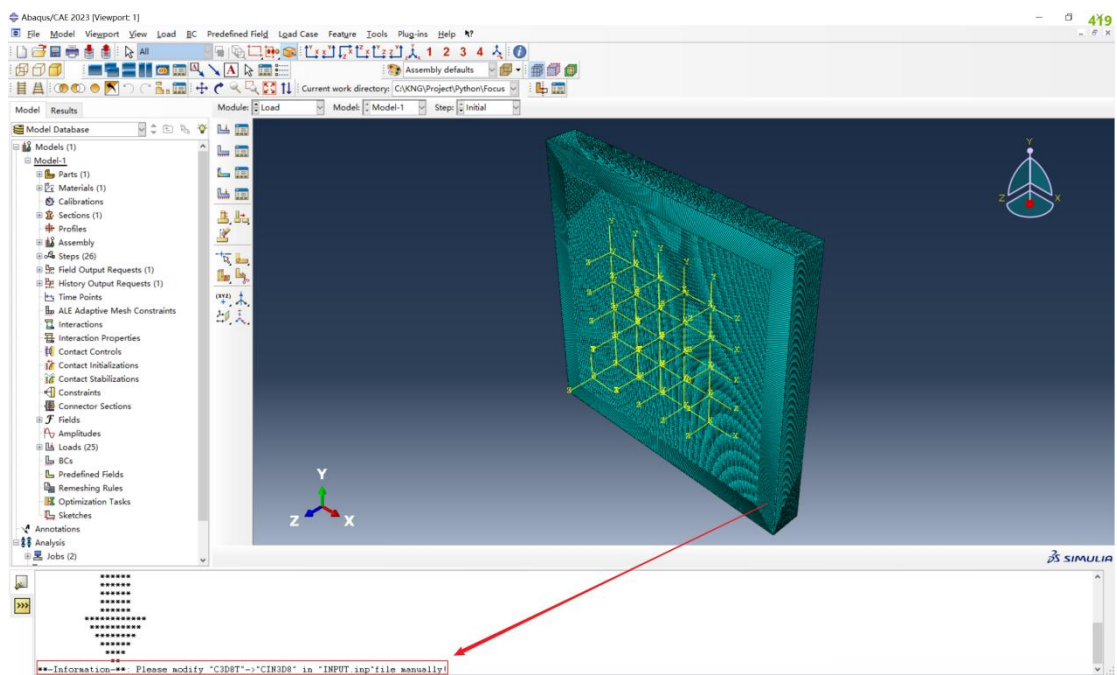 Abaqus/CAE 2023 [Viewport: 1]
419
File Model Viewport View Load BC Predefined Field Load Case Feature Tools Plug-ins Help
All
1 2 3 4
Assembly defaults
Current work directory: C:\KNG\Project\Python\Focus
Model Results
Module: Load Model: Model-1 Step: Initial
Model Database
Models (1)
Model-1
Parts (1)
Materials (1)
Calibrations
Sections (1)
Profiles
Assembly
Steps (26)
Field Output Requests (1)
History Output Requests (1)
Time Points
ALE Adaptive Mesh Constraints
Interactions
Interaction Properties
Contact Controls
Contact Initializations
Contact Stabilizations
Constraints
Connector Sections
Fields
Amplitudes
Loads (25)
BCs
Predefined Fields
Remeshing Rules
Optimization Tasks
Sketches
Annotations
Analysis
Jobs (2)
(XYZ)
Y
Z X
Y
Z X
SIMULIA
>>>
******
******
******
******
************
**********
********
******
****
**
**-Information-**: Please modify "C3D8T"->"CIN3D8" in "INPUT.inp"file manually!